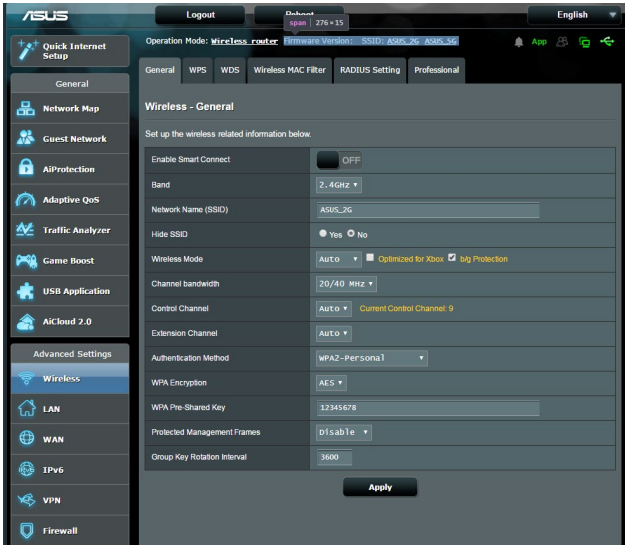 ASUS
Logout
Reboot
English
span 276×15
Quick Internet
Setup
Operation Mode: Wireless router Firmware Version: SSID: ASUS_2G ASUS_5G
App
General
WPS
WDS
Wireless MAC Filter
RADIUS Setting
Professional
General
Network Map
Guest Network
AiProtection
Adaptive QoS
Traffic Analyzer
Game Boost
USB Application
AiCloud 2.0
Advanced Settings
Wireless
LAN
WAN
IPv6
VPN
Firewall
Wireless - General
Set up the wireless related information below.
Enable Smart Connect OFF
Band 2.4GHz
Network Name (SSID) ASUS_2G
Hide SSID Yes No
Wireless Mode Auto Optimized for Xbox b/g Protection
Channel bandwidth 20/40 MHz
Control Channel Auto Current Control Channel: 9
Extension Channel Auto
Authentication Method WPA2-Personal
WPA Encryption AES
WPA Pre-Shared Key 12345678
Protected Management Frames Disable
Group Key Rotation Interval 3600
Apply